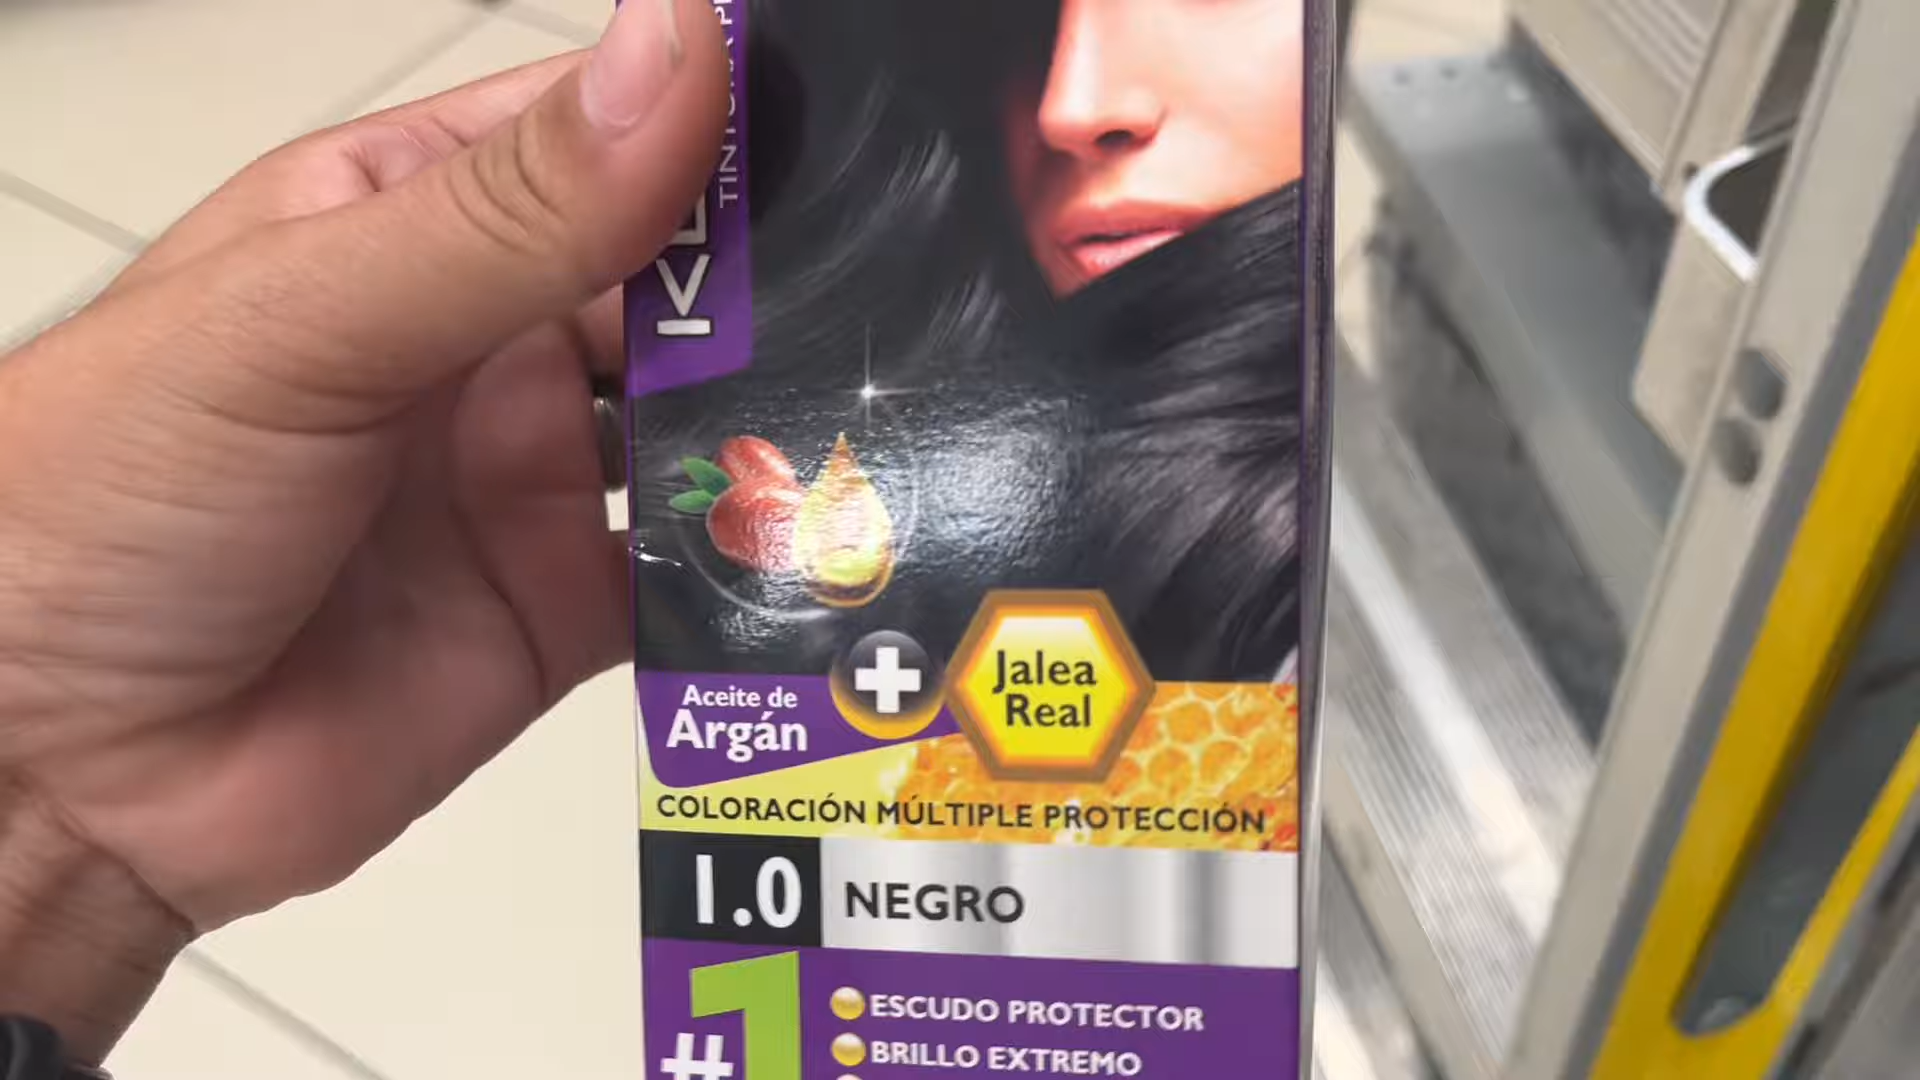 Aceite de
Argán
Jalea
Real
COLORACIÓN MÚLTIPLE PROTECCIÓN
1.0 NEGRO
#1
ESCUDO PROTECTOR
BRILLO EXTREMO